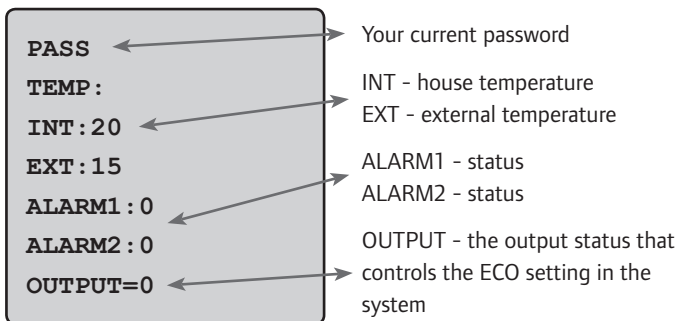 PASS
TEMP:
INT:20
EXT:15
ALARM1:0
ALARM2:0
OUTPUT=0
Your current password
INT - house temperature
EXT - external temperature
ALARM1 - status
ALARM2 - status
OUTPUT - the output status that
controls the ECO setting in the
system